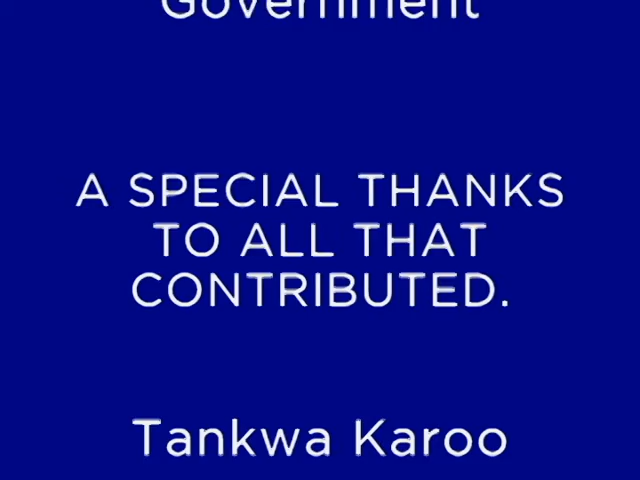 Government
A SPECIAL THANKS
TO ALL THAT
CONTRIBUTED.
Tankwa Karoo